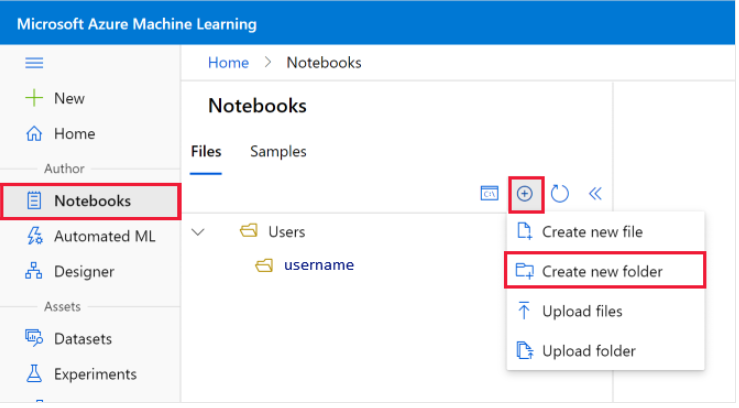 Microsoft Azure Machine Learning
Home > Notebooks
New
Home
Author
Notebooks
Automated ML
Designer
Assets
Datasets
Experiments
Notebooks
Files Samples
C:\
Users
username
Create new file
Create new folder
Upload files
Upload folder